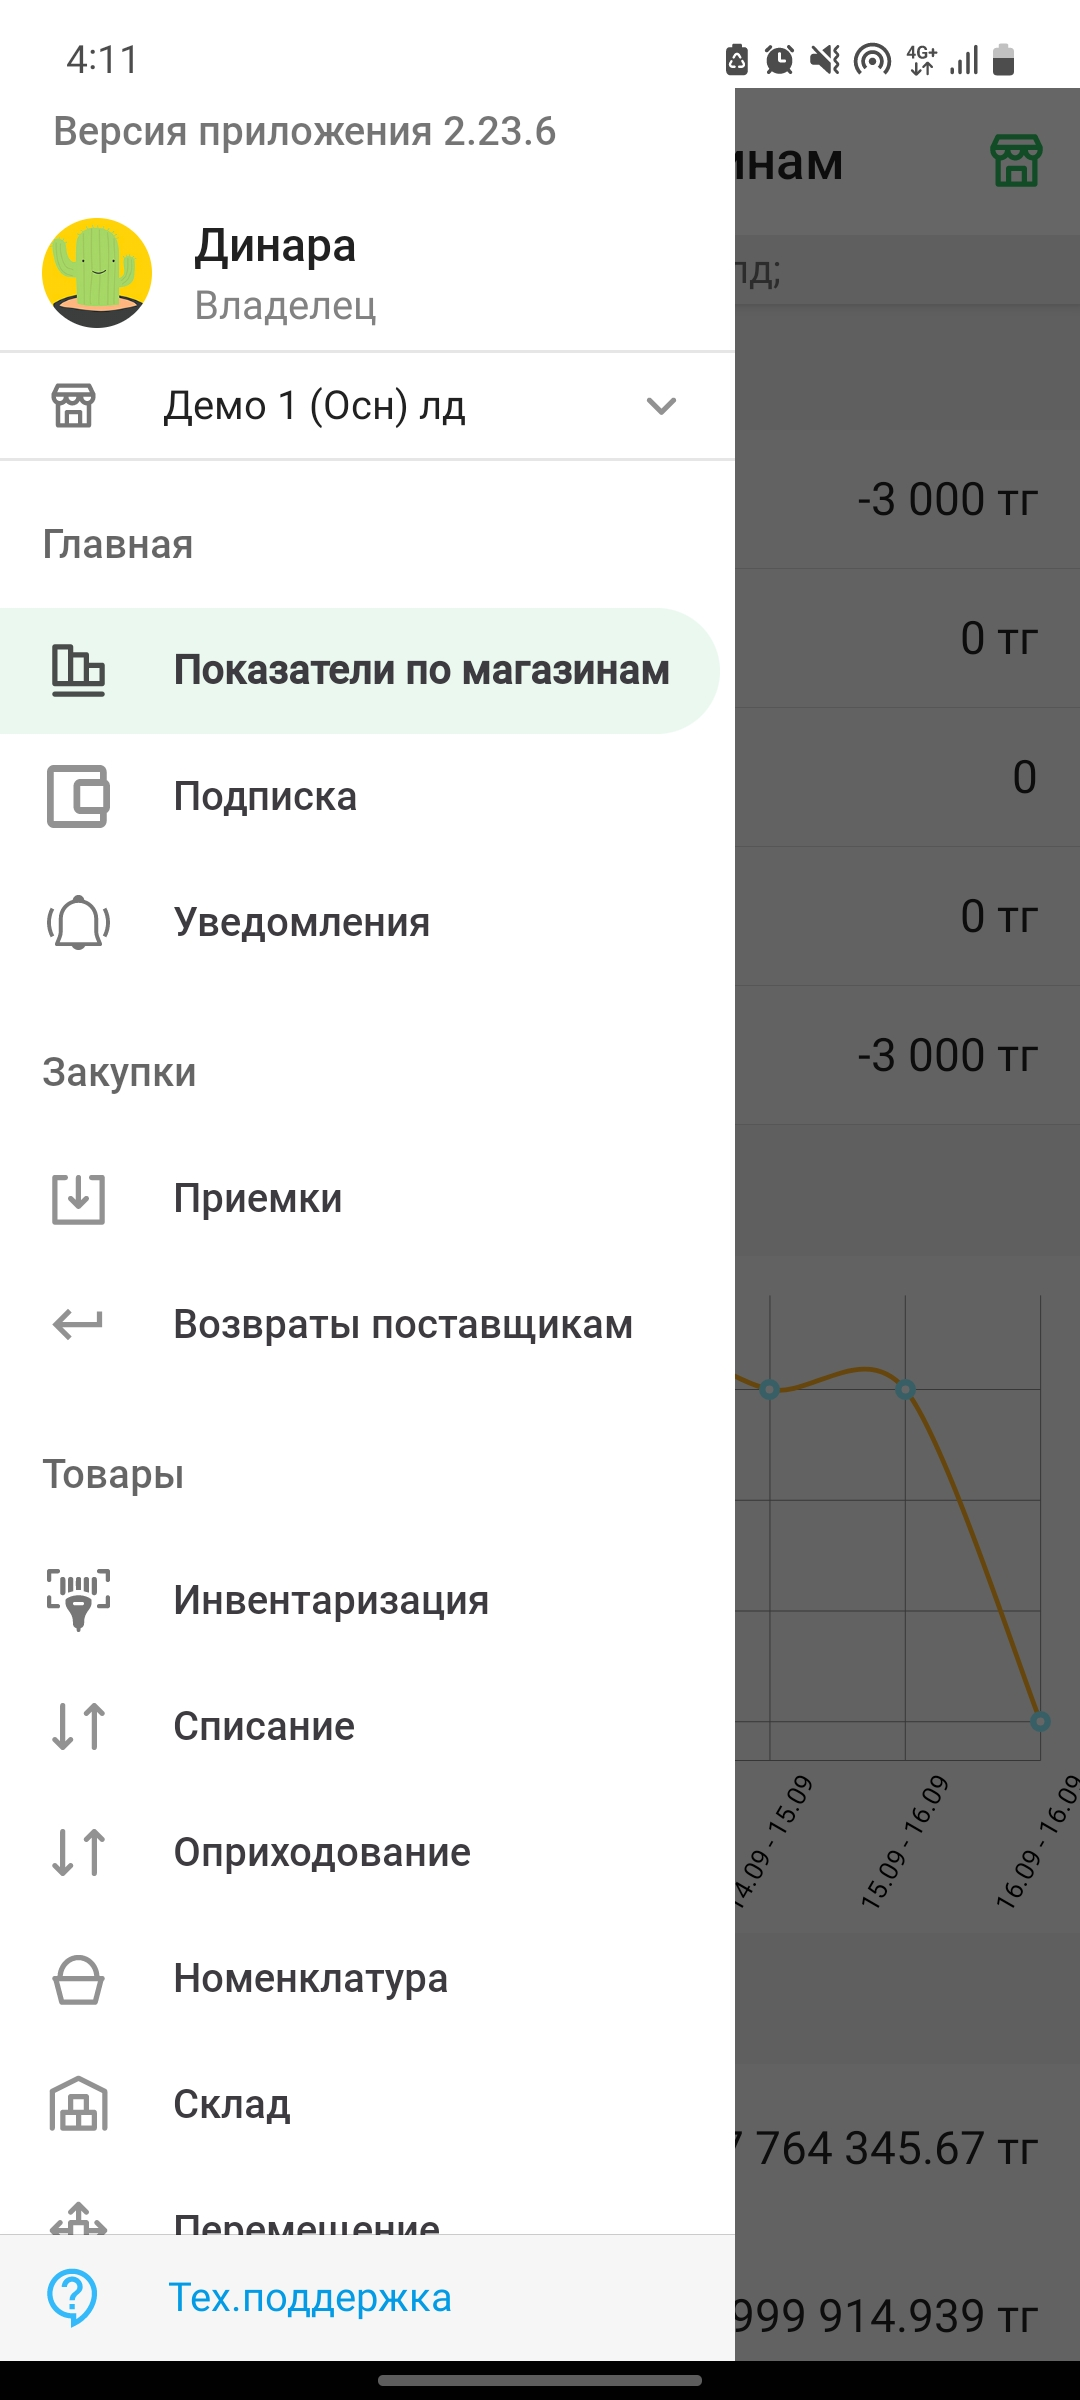 4:11
4G+
Версия приложения 2.23.6
Динара
Владелец
Демо 1 (Осн) лд
Главная
Показатели по магазинам
Подписка
Уведомления
Закупки
Приемки
Возвраты поставщикам
Товары
Инвентаризация
Списание
Оприходование
Номенклатура
Склад
Перемещение
Тех.поддержка
инам
лд;
-3 000 тг
0 тг
0
0 тг
-3 000 тг
14.09 - 15.09
15.09 - 16.09
16.09 - 16.09
764 345.67 тг
999 914.939 тг